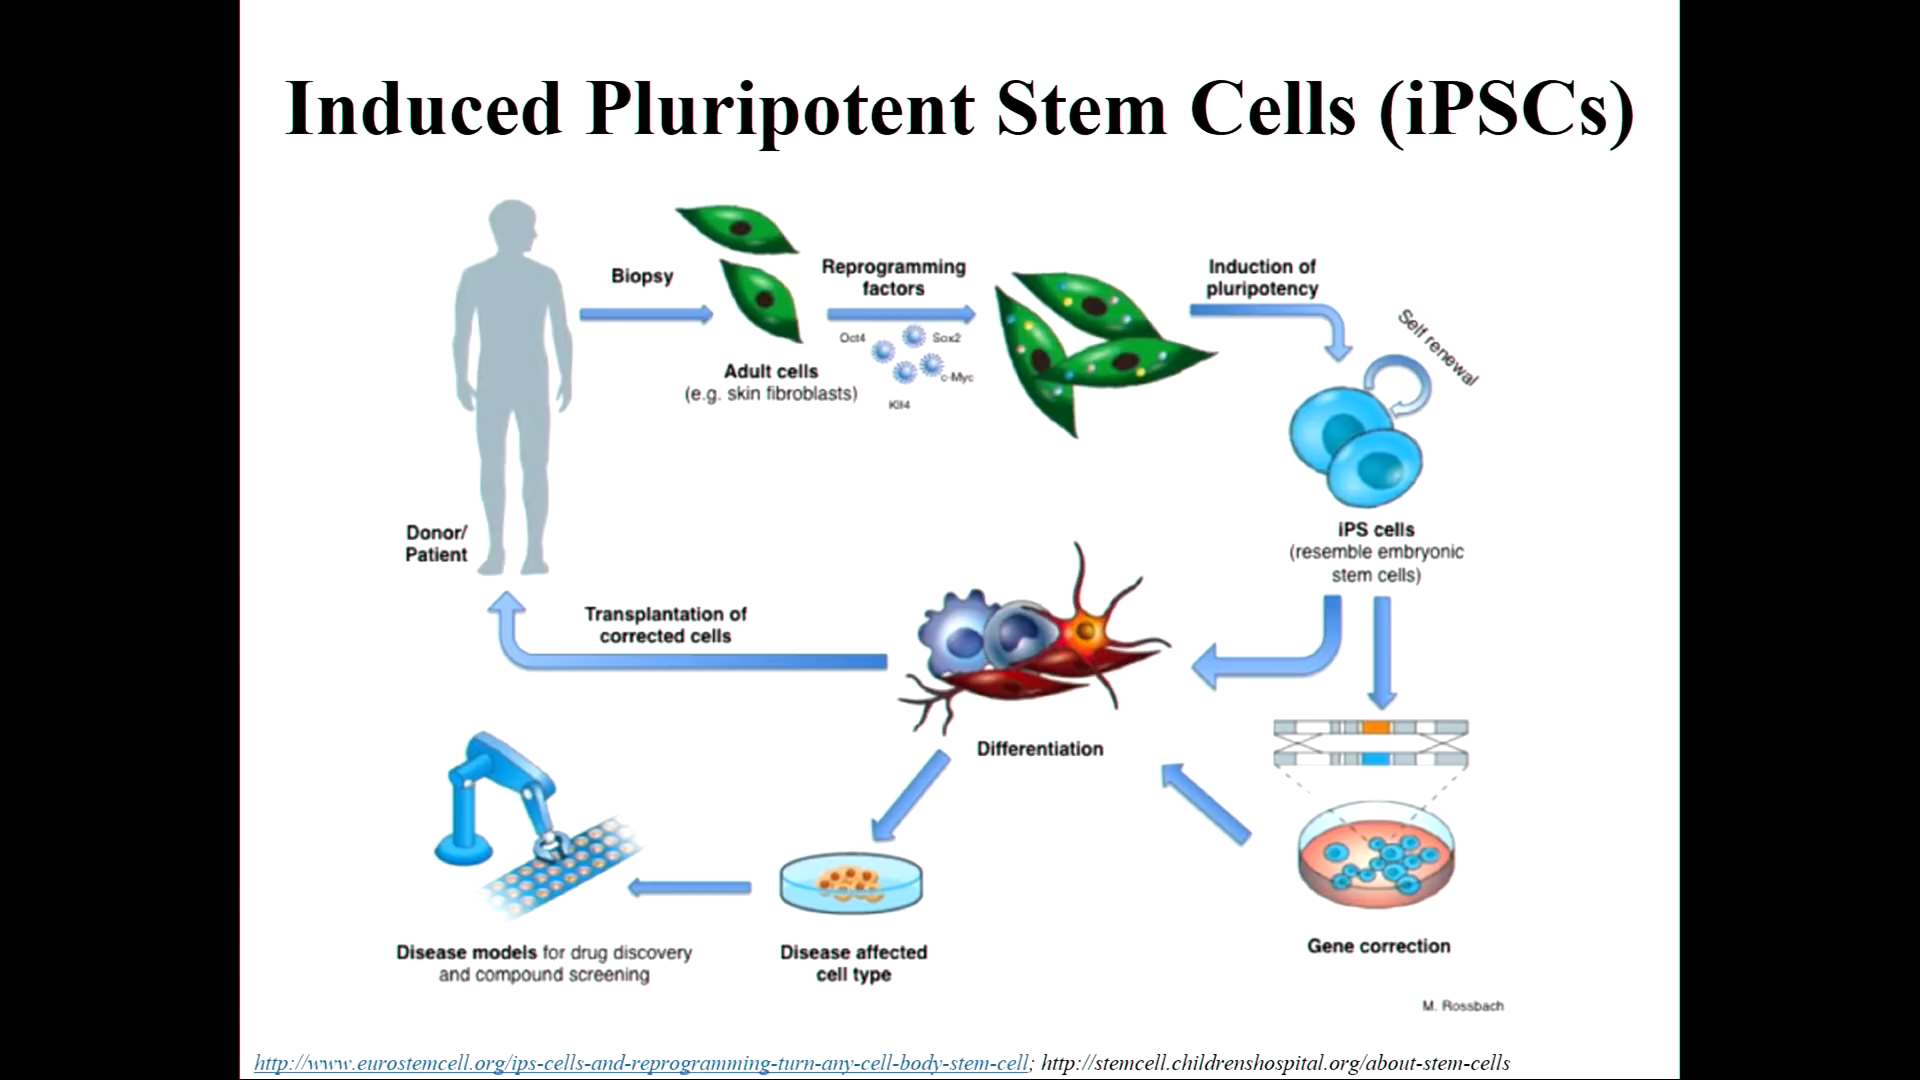 Induced Pluripotent Stem Cells (iPSCs)
Biopsy
Reprogramming
factors
Induction of
pluripotency
Self renewal
Oct4
Sox2
c-Myc
Klf4
Adult cells
(e.g. skin fibroblasts)
Donor/
Patient
iPS cells
(resemble embryonic
stem cells)
Transplantation of
corrected cells
Differentiation
Disease models for drug discovery
and compound screening
Disease affected
cell type
Gene correction
M. Rossbach
http://www.eurostemcell.org/ips-cells-and-reprogramming-turn-any-cell-body-stem-cell; http://stemcell.childrenshospital.org/about-stem-cells